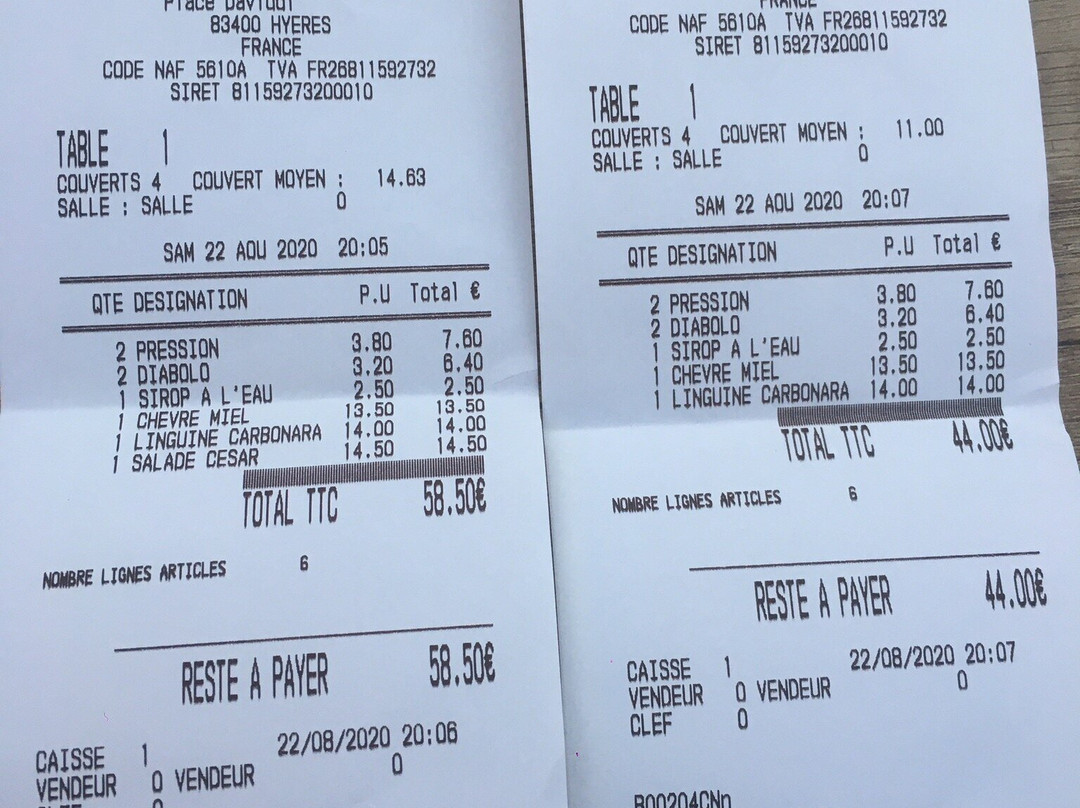 83400 HYERES
FRANCE
CODE NAF 5610A TVA FR26811592732
SIRET 81159273200010
TABLE 1
COUVERTS 4 COUVERT MOYEN : 14.63
SALLE : SALLE 0
SAM 22 AOU 2020 20:05
QTE DESIGNATION P.U Total €
2 PRESSION 3.80 7.60
2 DIABOLO 3.20 6.40
1 SIROP A L'EAU 2.50 2.50
1 CHEVRE MIEL 13.50 13.50
1 LINGUINE CARBONARA 14.00 14.00
1 SALADE CESAR 14.50 14.50
TOTAL TTC 58.50€
NOMBRE LIGNES ARTICLES 6
RESTE A PAYER 58.50€
CAISSE 1 22/08/2020 20:06
VENDEUR 0 VENDEUR 0
FRANCE
CODE NAF 5610A TVA FR26811592732
SIRET 81159273200010
TABLE 1
COUVERTS 4 COUVERT MOYEN : 11.00
SALLE : SALLE 0
SAM 22 AOU 2020 20:07
QTE DESIGNATION P.U Total €
2 PRESSION 3.80 7.60
2 DIABOLO 3.20 6.40
1 SIROP A L'EAU 2.50 2.50
1 CHEVRE MIEL 13.50 13.50
1 LINGUINE CARBONARA 14.00 14.00
TOTAL TTC 44.00€
NOMBRE LIGNES ARTICLES 6
RESTE A PAYER 44.00€
CAISSE 1 22/08/2020 20:07
VENDEUR 0 VENDEUR 0
CLEF 0